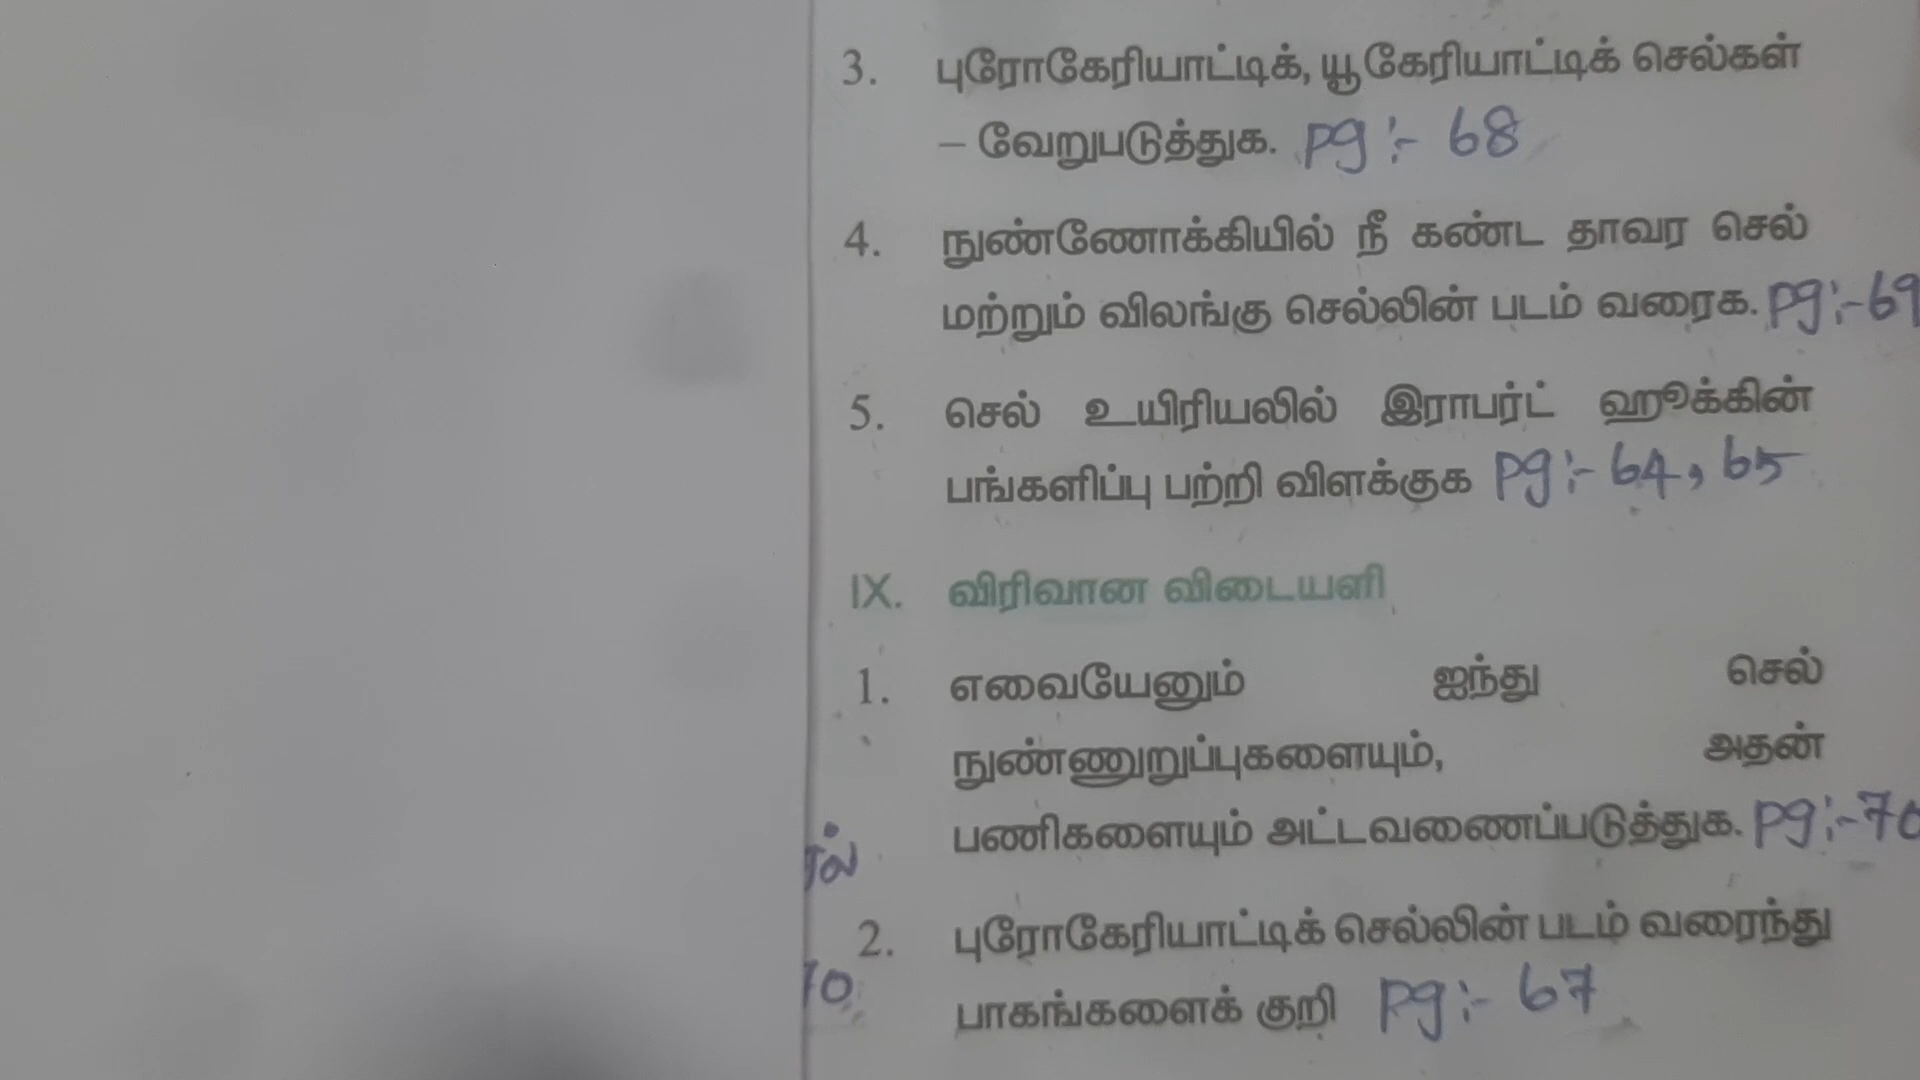 3. புரோகேரியாட்டிக், யூகேரியாட்டிக் செல்கள்
– வேறுபடுத்துக. pg :- 68
4. நுண்ணோக்கியில் நீ கண்ட தாவர செல்
மற்றும் விலங்கு செல்லின் படம் வரைக. pg :- 69
5. செல் உயிரியலில் இராபர்ட் ஹூக்கின்
பங்களிப்பு பற்றி விளக்குக pg :- 64, 65
IX. விரிவான விடையளி
1. எவையேனும் ஐந்து செல்
நுண்ணுறுப்புகளையும், அதன்
பணிகளையும் அட்டவணைப்படுத்துக. pg :- 70
2. புரோகேரியாட்டிக் செல்லின் படம் வரைந்து
பாகங்களைக் குறி pg :- 67